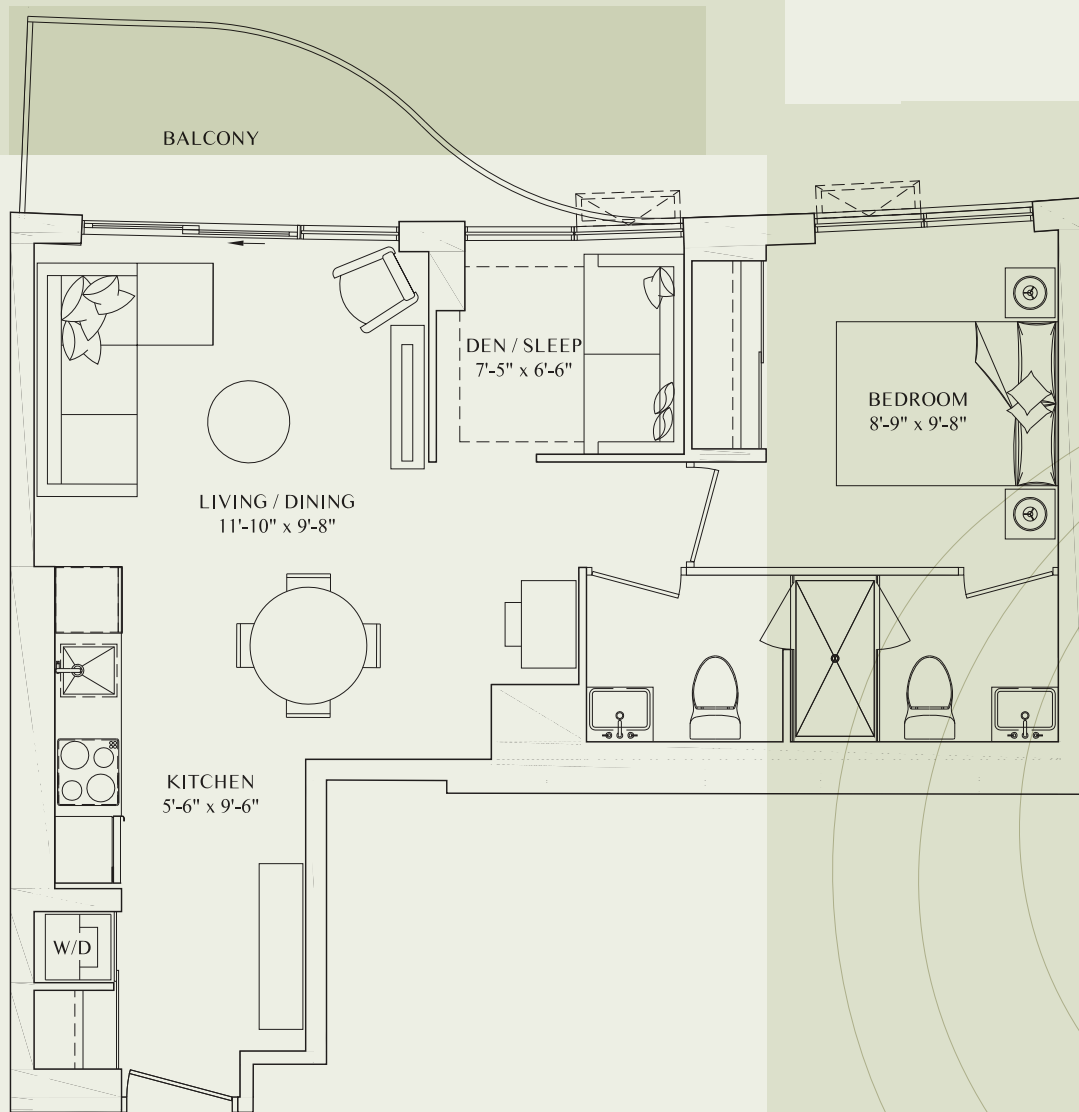 BALCONY
DEN / SLEEP
7'-5" x 6'-6"
BEDROOM
8'-9" x 9'-8"
LIVING / DINING
11'-10" x 9'-8"
KITCHEN
5'-6" x 9'-6"
W/D